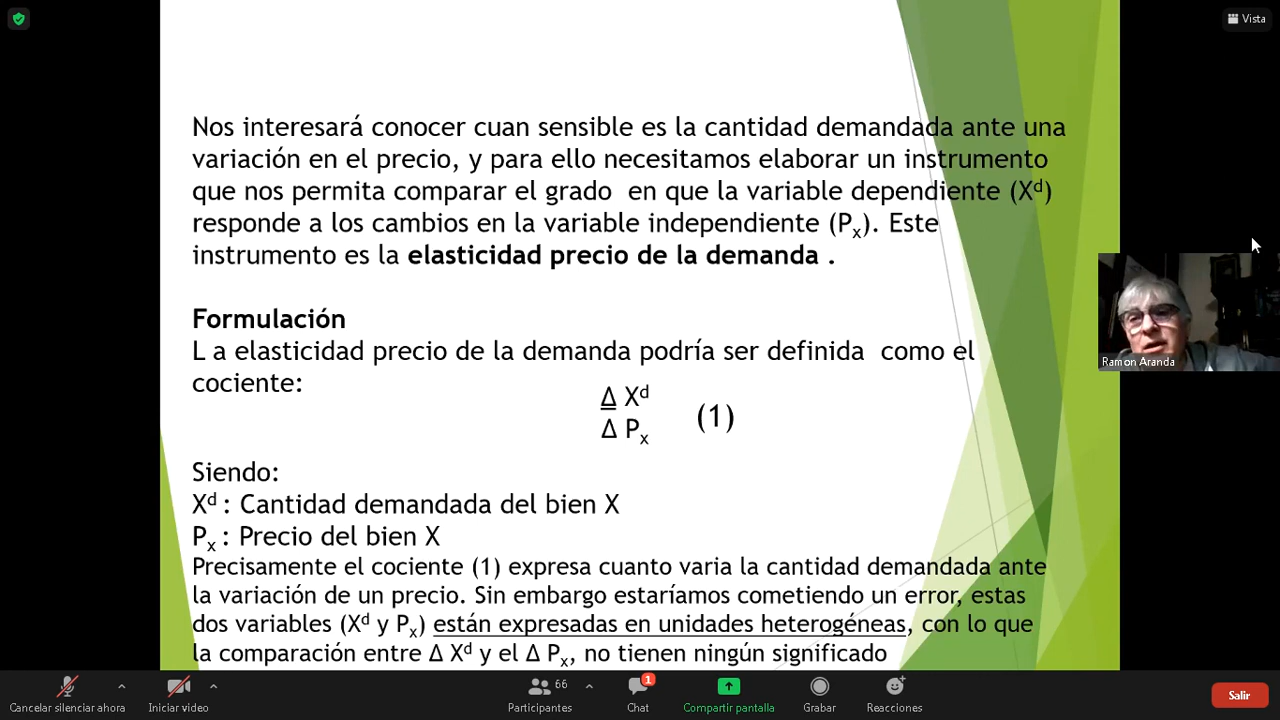 Vista
Nos interesará conocer cuan sensible es la cantidad demandada ante una
variación en el precio, y para ello necesitamos elaborar un instrumento
que nos permita comparar el grado  en que la variable dependiente (Xᵈ)
responde a los cambios en la variable independiente (Pₓ). Este
instrumento es la elasticidad precio de la demanda .
Formulación
L a elasticidad precio de la demanda podría ser definida  como el
cociente:
Δ Xᵈ
Δ Pₓ
(1)
Siendo:
Xᵈ : Cantidad demandada del bien X
Pₓ : Precio del bien X
Precisamente el cociente (1) expresa cuanto varia la cantidad demandada ante
la variación de un precio. Sin embargo estaríamos cometiendo un error, estas
dos variables (Xᵈ y Pₓ) están expresadas en unidades heterogéneas, con lo que
la comparación entre Δ Xᵈ y el Δ Pₓ, no tienen ningún significado
Ramon Aranda
66
1
Cancelar silenciar ahora
Iniciar video
Participantes
Chat
Compartir pantalla
Grabar
Reacciones
Salir